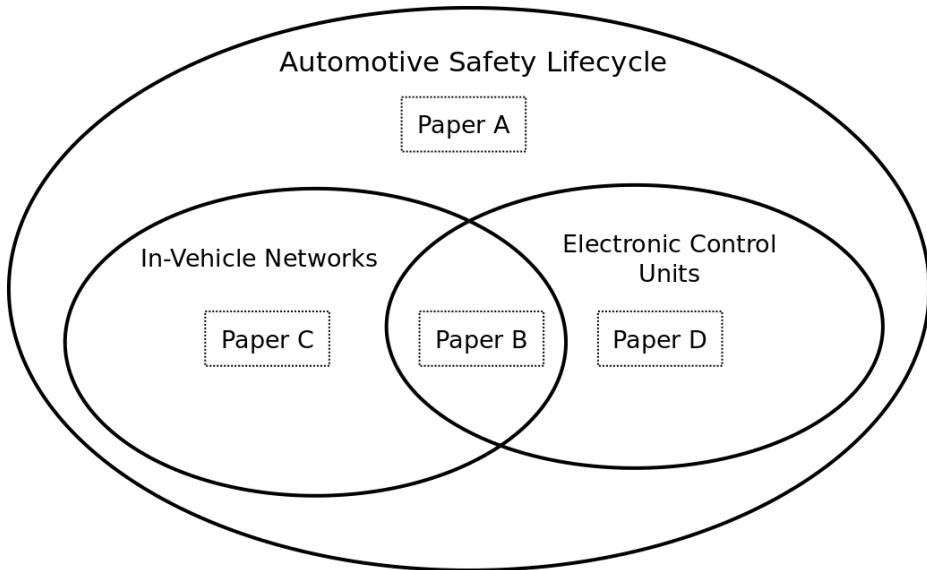 Automotive Safety Lifecycle
Paper A
In-Vehicle Networks
Electronic Control
Units
Paper C
Paper B
Paper D